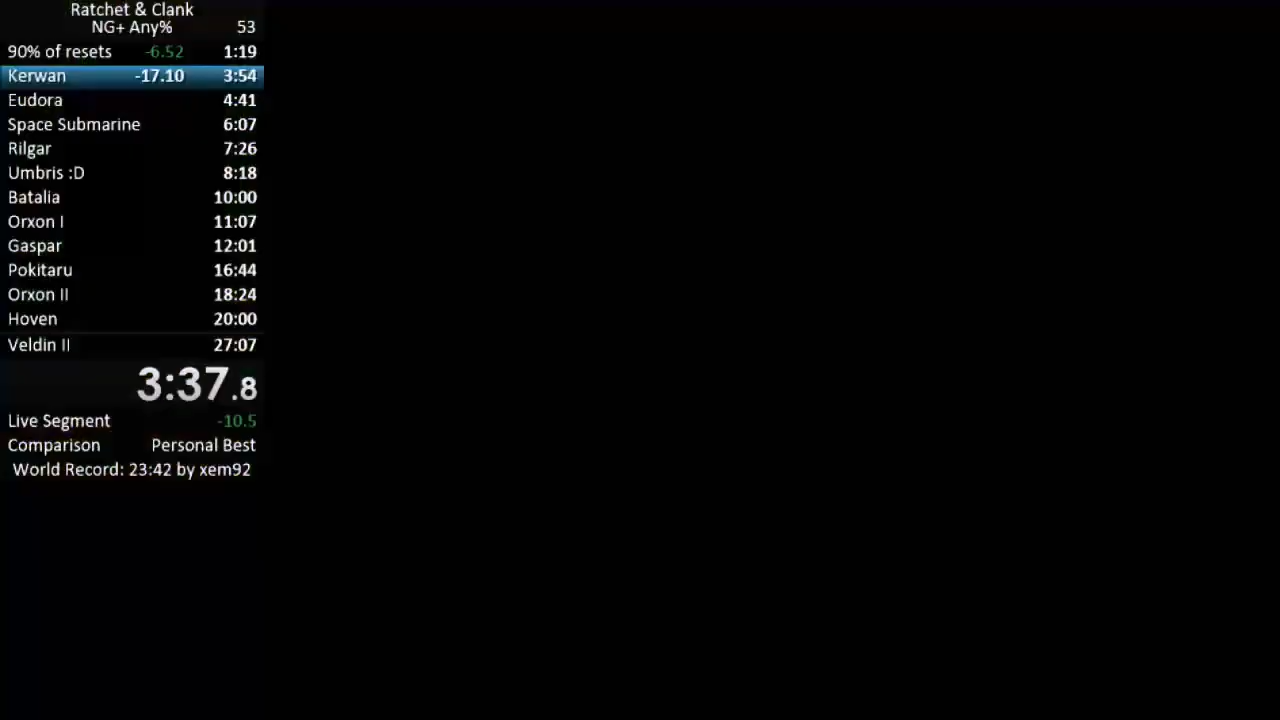 Ratchet & Clank
NG+ Any% 53
90% of resets -6.52 1:19
Kerwan -17.10 3:54
Eudora 4:41
Space Submarine 6:07
Rilgar 7:26
Umbris :D 8:18
Batalia 10:00
Orxon I 11:07
Gaspar 12:01
Pokitaru 16:44
Orxon II 18:24
Hoven 20:00
Veldin II 27:07
3:37.8
Live Segment -10.5
Comparison Personal Best
World Record: 23:42 by xem92